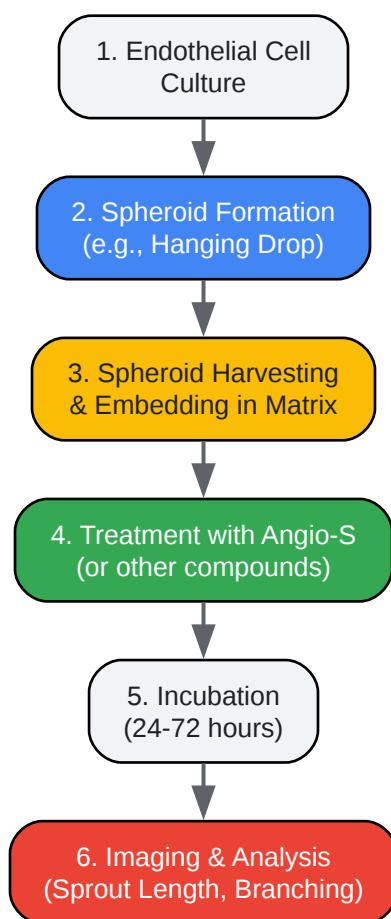 1. Endothelial Cell
Culture
2. Spheroid Formation
(e.g., Hanging Drop)
3. Spheroid Harvesting
& Embedding in Matrix
4. Treatment with Angio-S
(or other compounds)
5. Incubation
(24-72 hours)
6. Imaging & Analysis
(Sprout Length, Branching)